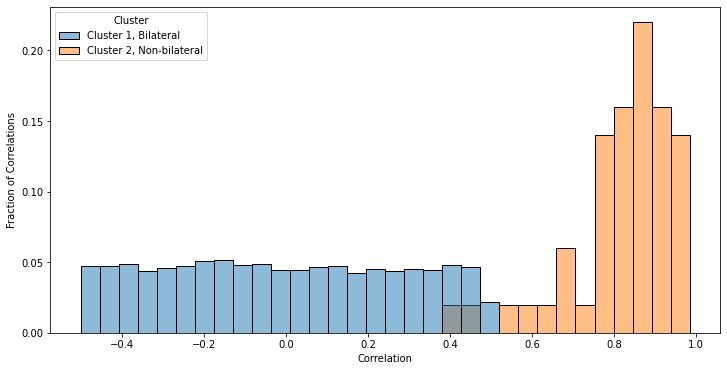 Cluster
Cluster 1, Bilateral
Cluster 2, Non-bilateral
Fraction of Correlations
0.20
0.15
0.10
0.05
0.00
−0.4 −0.2 0.0 0.2 0.4 0.6 0.8 1.0
Correlation